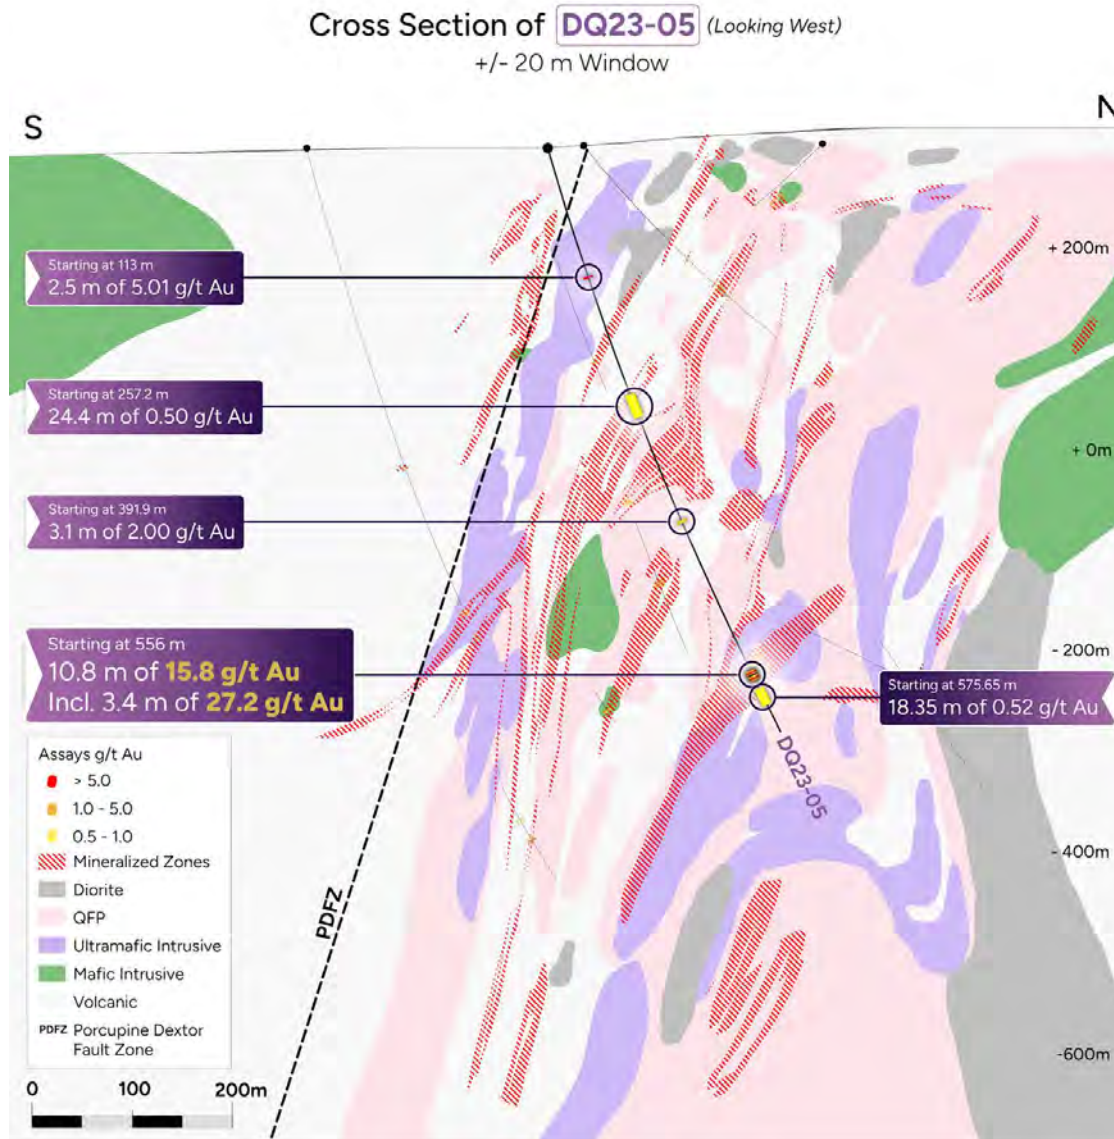 Cross Section of DQ23-05 (Looking West)
+/- 20 m Window
S
N
Starting at 113 m
2.5 m of 5.01 g/t Au
+ 200m
Starting at 257.2 m
24.4 m of 0.50 g/t Au
+ 0m
Starting at 391.9 m
3.1 m of 2.00 g/t Au
Starting at 556 m
10.8 m of 15.8 g/t Au
Incl. 3.4 m of 27.2 g/t Au
- 200m
Starting at 575.65 m
18.35 m of 0.52 g/t Au
DQ23-05
- 400m
PDFZ
-600m
Assays g/t Au
> 5.0
1.0 - 5.0
0.5 - 1.0
Mineralized Zones
Diorite
QFP
Ultramafic Intrusive
Mafic Intrusive
Volcanic
PDFZ Porcupine Dextor
Fault Zone
0 100 200m